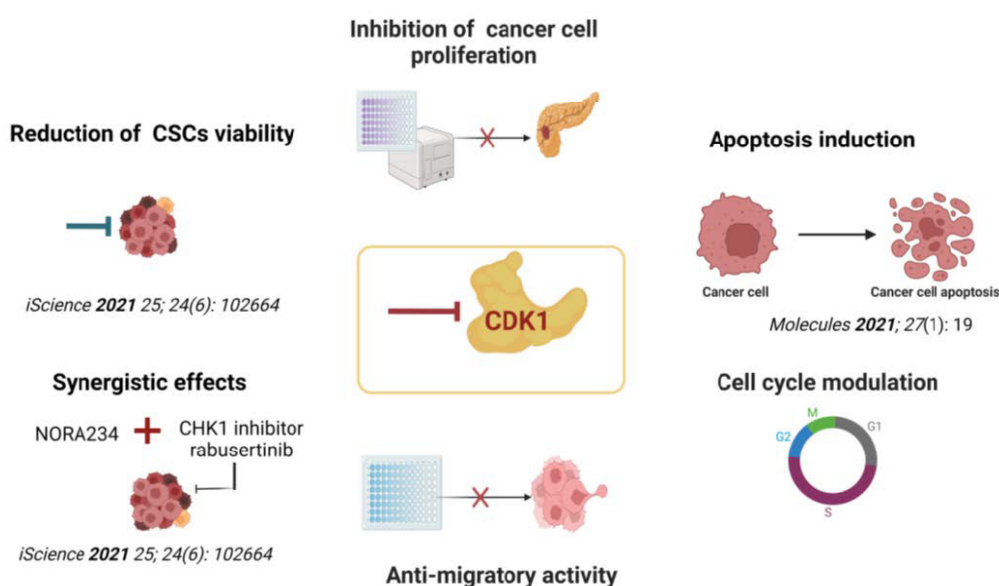 Inhibition of cancer cell
proliferation
Reduction of CSCs viability
iScience 2021 25; 24(6): 102664
Apoptosis induction
Cancer cell
Cancer cell apoptosis
Molecules 2021; 27(1): 19
CDK1
Synergistic effects
NORA234
CHK1 inhibitor
rabusertinib
iScience 2021 25; 24(6): 102664
Cell cycle modulation
M
G1
G2
S
Anti-migratory activity